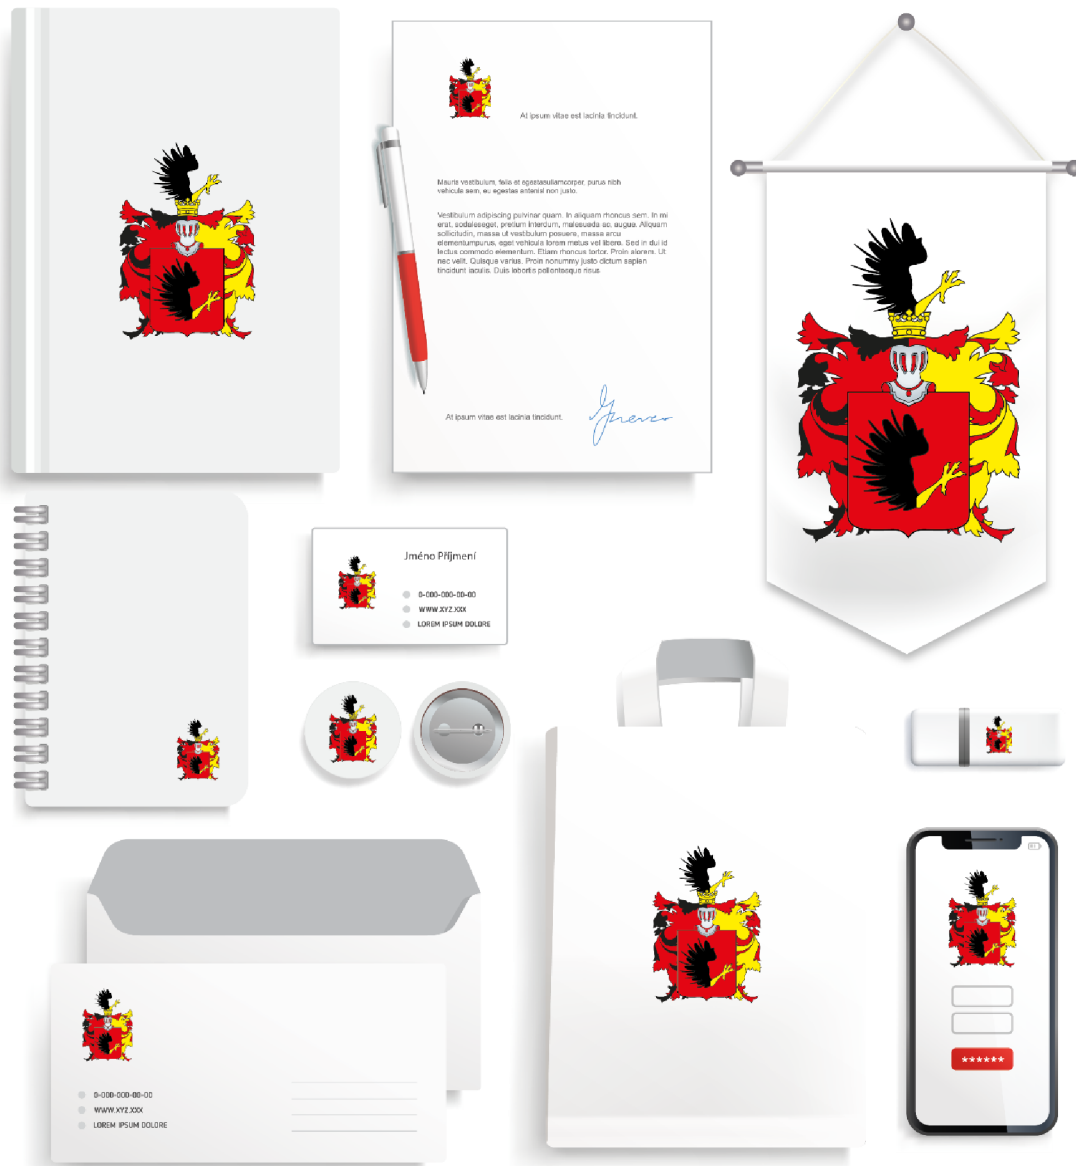 At ipsum vitae est lacinia tincidunt.
Mauris vestibulum, felis et egestasullamcorper, purus nibh
vehicula sem, eu egestas antenisl non justo.
Vestibulum adipiscing pulvinar quam. In aliquam rhoncus sem. In mi
erat, sodaleseget, pretium interdum, malesuada ac, augue. Aliquam
sollicitudin, massa ut vestibulum posuere, massa arcu
elementumpurus, eget vehicula lorem metus vel libero. Sed in dui id
lectus commodo elementum. Etiam rhoncus tortor. Proin alorem. Ut
nec velit. Quisque varius. Proin nonummy justo dictum sapien
tincidunt iaculis. Duis lobortis pellentesque risus
At ipsum vitae est lacinia tincidunt.
Jméno Příjmení
0-000-000-00-00
WWW.XYZ.XXX
LOREM IPSUM DOLORE
0-000-000-00-00
WWW.XYZ.XXX
LOREM IPSUM DOLORE
******